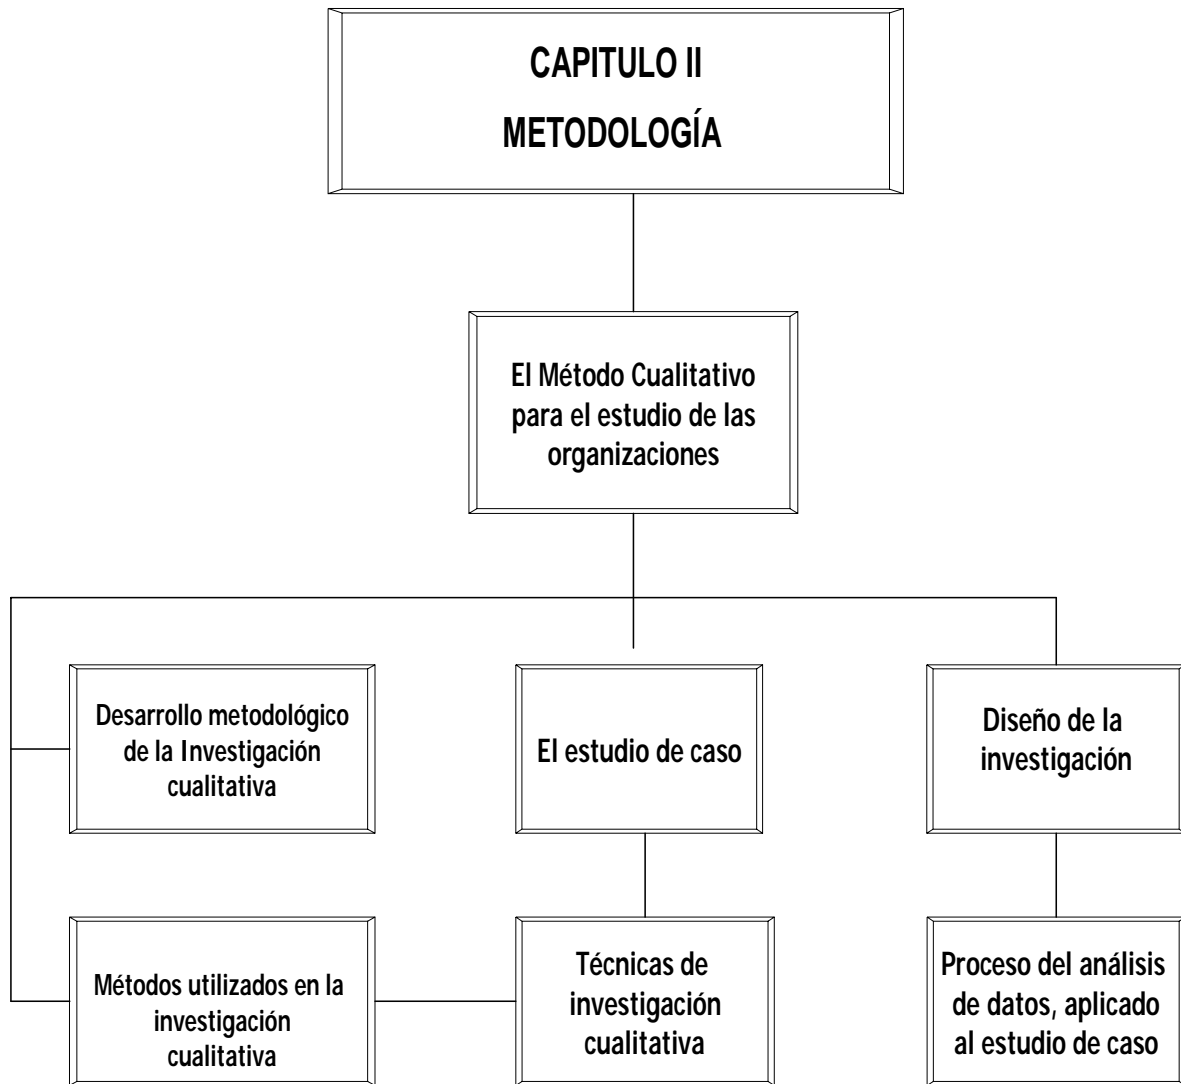 CAPITULO II
METODOLOGÍA
El Método Cualitativo
para el estudio de las
organizaciones
Desarrollo metodológico
de la Investigación
cualitativa
El estudio de caso
Diseño de la
investigación
Métodos utilizados en la
investigación
cualitativa
Técnicas de
investigación
cualitativa
Proceso del análisis
de datos, aplicado
al estudio de caso